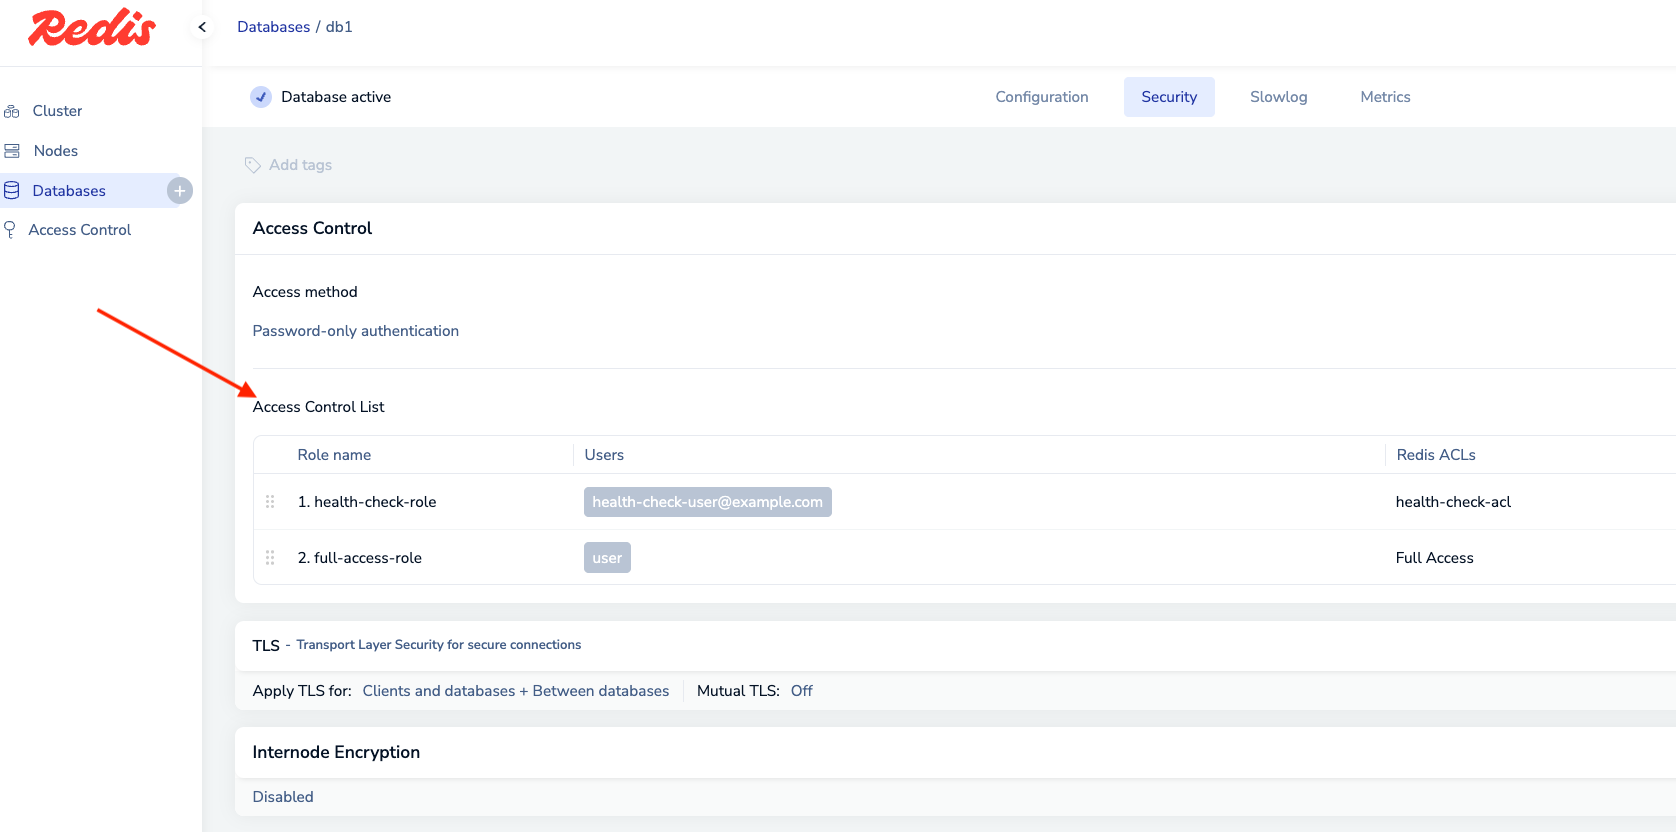 Redis
Databases / db1
Database active
Configuration
Security
Slowlog
Metrics
Cluster
Nodes
Databases
Access Control
Add tags
Access Control
Access method
Password-only authentication
Access Control List
Role name Users Redis ACLs
1. health-check-role health-check-user@example.com health-check-acl
2. full-access-role user Full Access
TLS - Transport Layer Security for secure connections
Apply TLS for: Clients and databases + Between databases Mutual TLS: Off
Internode Encryption
Disabled